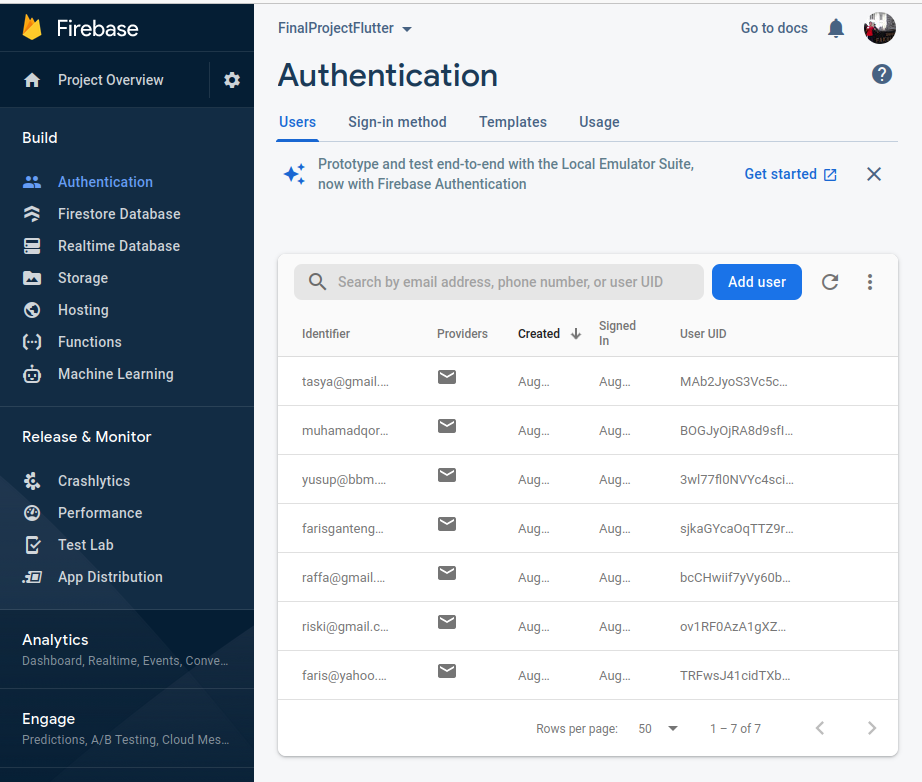 Firebase
Project Overview
Build
Authentication
Firestore Database
Realtime Database
Storage
Hosting
Functions
Machine Learning
Release & Monitor
Crashlytics
Performance
Test Lab
App Distribution
Analytics
Dashboard, Realtime, Events, Conve...
Engage
Predictions, A/B Testing, Cloud Mes...
FinalProjectFlutter
Go to docs
Authentication
Users Sign-in method Templates Usage
Prototype and test end-to-end with the Local Emulator Suite,
now with Firebase Authentication
Get started
Search by email address, phone number, or user UID
Add user
Identifier Providers Created Signed In User UID
tasya@gmail.... Aug... Aug... MAb2JyoS3Vc5c...
muhamadqor... Aug... Aug... BOGJyOjRA8d9sfI...
yusup@bbm.... Aug... Aug... 3wl77fl0NVYc4sci...
farisganteng... Aug... Aug... sjkaGYcaOqTTZ9r...
raffa@gmail.... Aug... Aug... bcCHwiif7yVy60b...
riski@gmail.c... Aug... Aug... ov1RF0AzA1gXZ...
faris@yahoo.... Aug... Aug... TRFwsJ41cidTXb...
Rows per page: 50 1 – 7 of 7